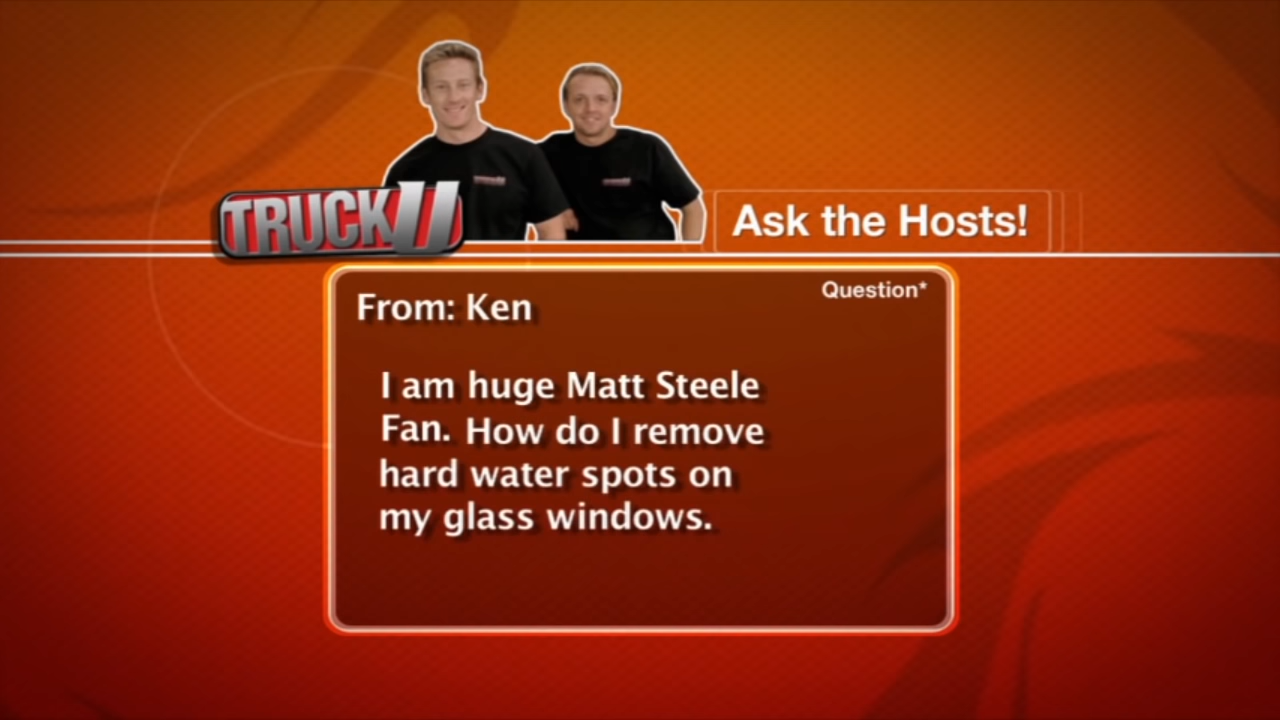 TRUCK U
Ask the Hosts!
Question*
From: Ken
I am huge Matt Steele
Fan. How do I remove
hard water spots on
my glass windows.